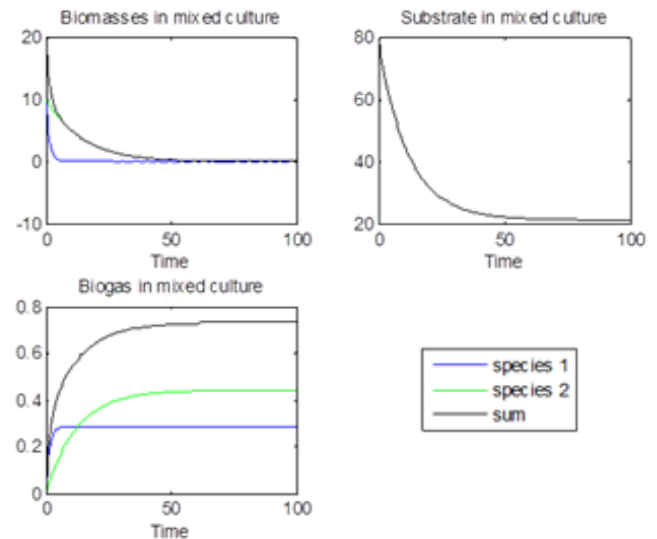 Biomasses in mixed culture
20
10
0
-10
0 50 100
Time
Substrate in mixed culture
80
60
40
20
0 50 100
Time
Biogas in mixed culture
0.8
0.6
0.4
0.2
0
0 50 100
Time
species 1
species 2
sum